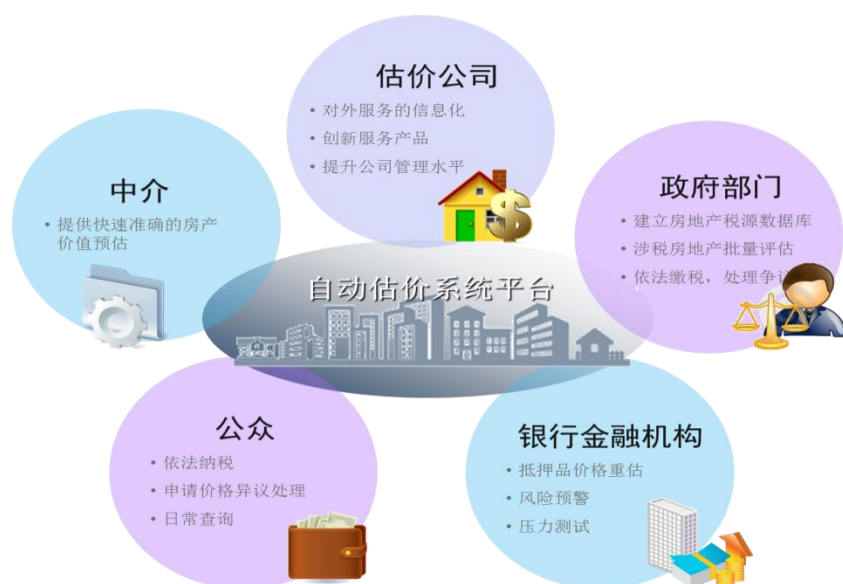 估价公司
• 对外服务的信息化
• 创新服务产品
• 提升公司管理水平
中介
• 提供快速准确的房产
价值预估
政府部门
• 建立房地产税源数据库
• 涉税房地产批量评估
• 依法缴税，处理争议
自动估价系统平台
公众
• 依法纳税
• 申请价格异议处理
• 日常查询
银行金融机构
• 抵押品价格重估
• 风险预警
• 压力测试